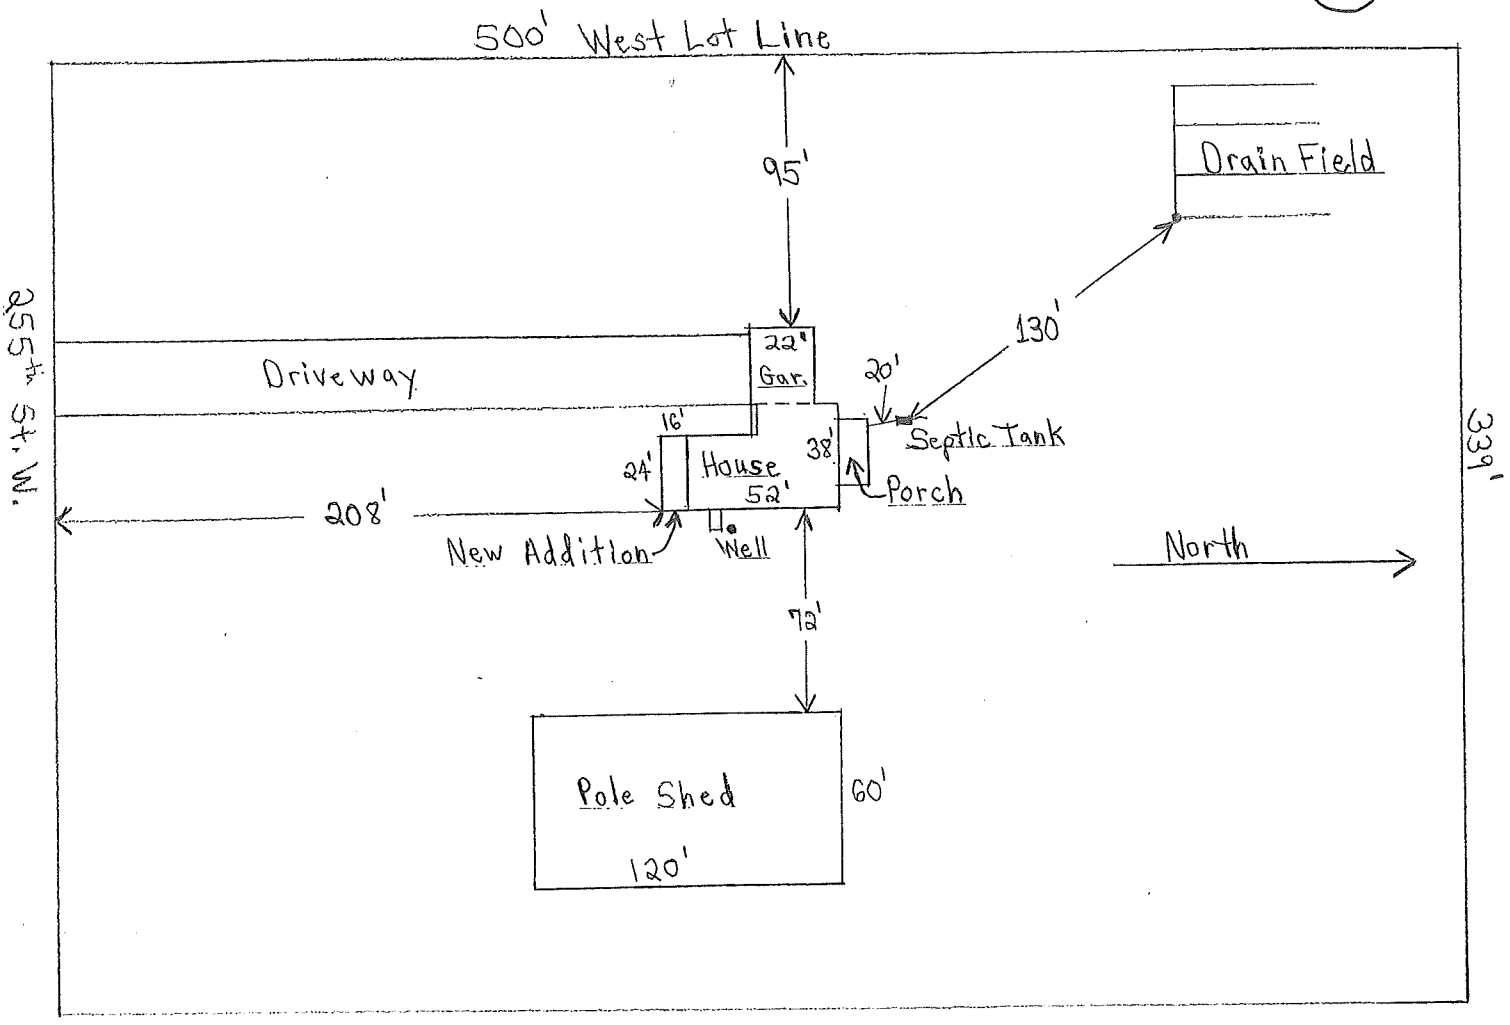 500' West Lot Line
95'
Drain Field
130'
255th St. W.
Driveway
22'
Gar.
20'
Septic Tank
16'
24'
House
38'
52'
Porch
339'
208'
New Addition
Well
North
72'
Pole Shed
60'
120'